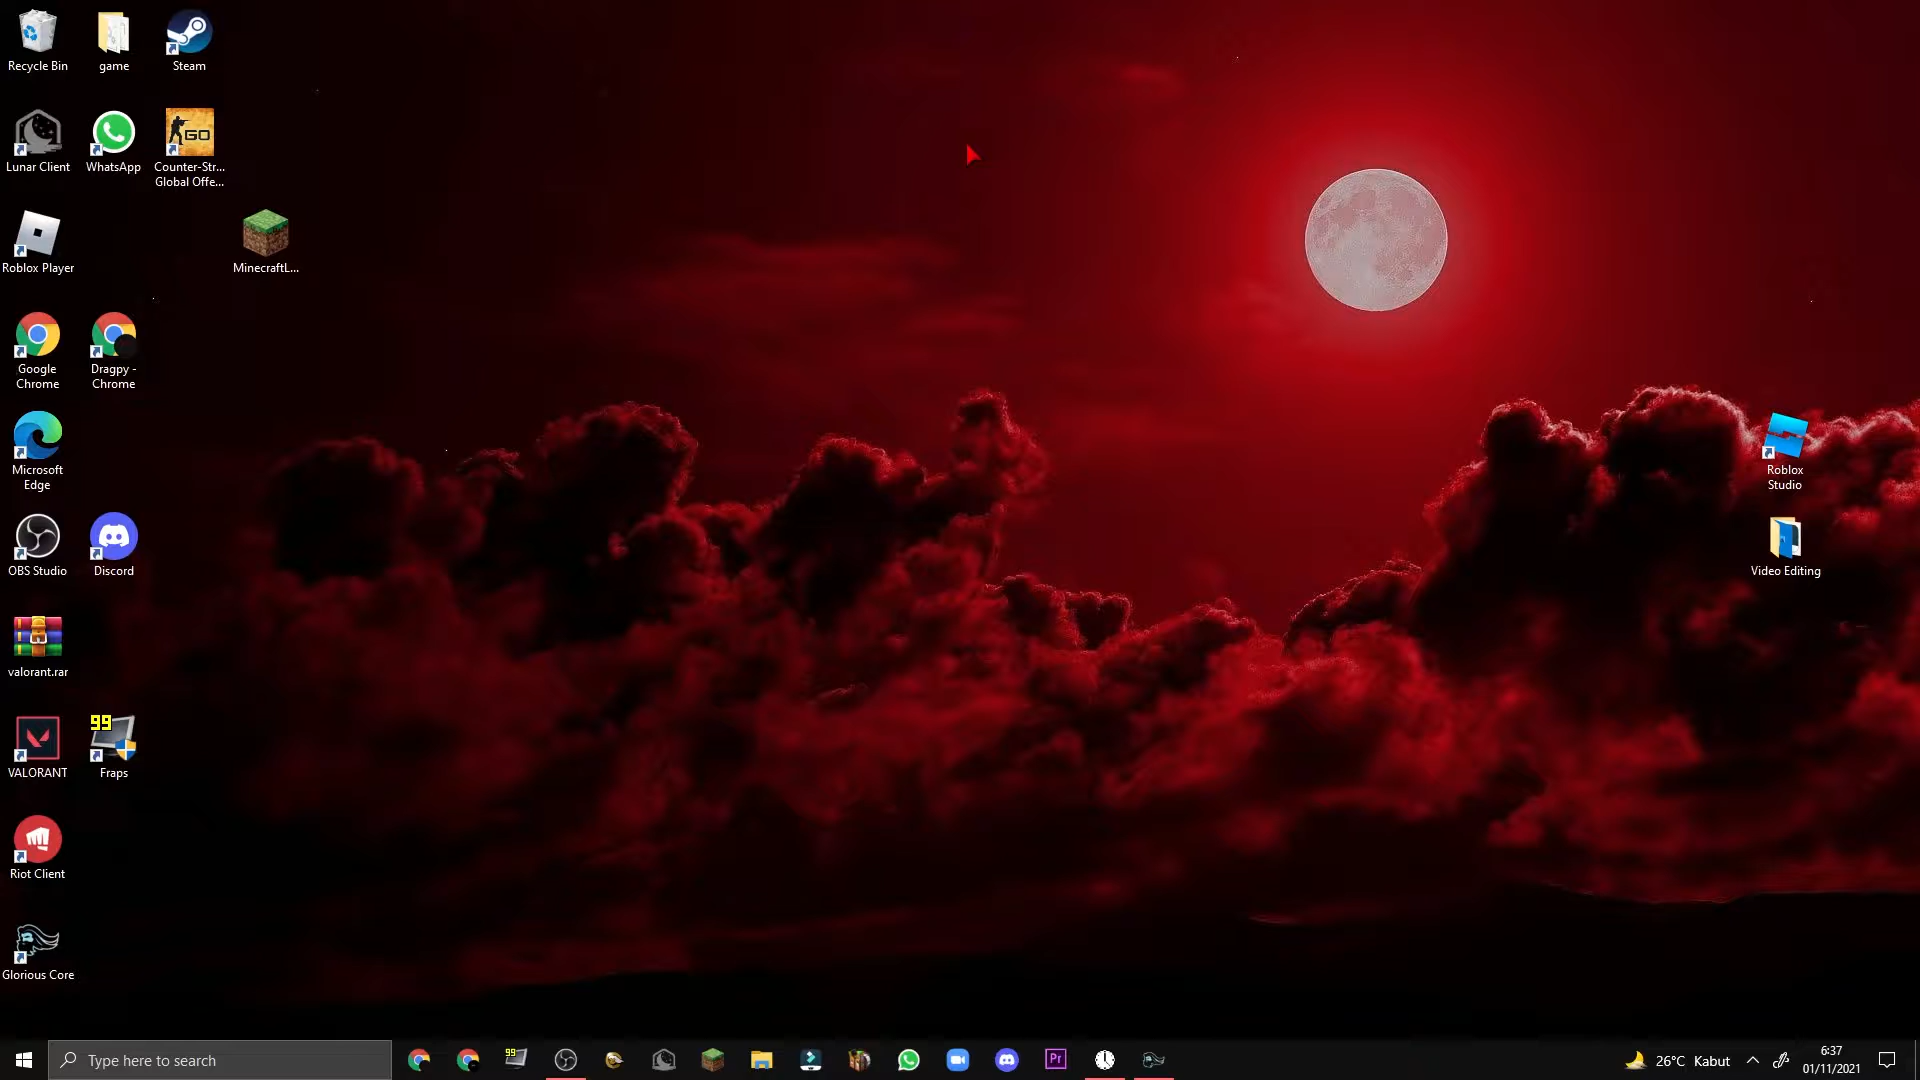 Recycle Bin
game
Steam
Lunar Client
WhatsApp
Counter-Str...
Global Offe...
GO
Roblox Player
MinecraftL...
Google
Chrome
Dragpy -
Chrome
Microsoft
Edge
Roblox
Studio
OBS Studio
Discord
Video Editing
valorant.rar
99
VALORANT
Fraps
Riot Client
Glorious Core
Type here to search
99
Pr
26°C Kabut
6:37
01/11/2021